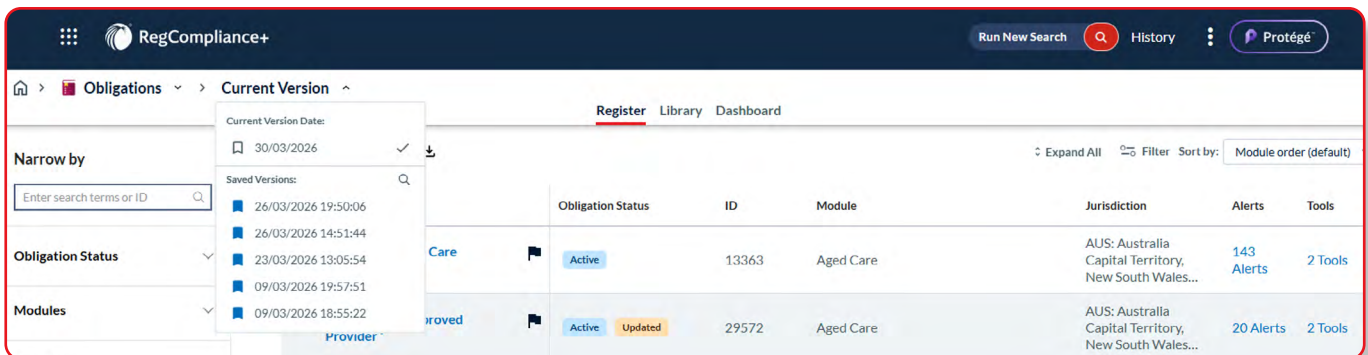 RegCompliance+
Run New Search
History
Protégé™
Obligations
Current Version
Register Library Dashboard
Current Version Date:
30/03/2026
Saved Versions:
26/03/2026 19:50:06
26/03/2026 14:51:44
23/03/2026 13:05:54
09/03/2026 19:57:51
09/03/2026 18:55:22
Narrow by
Enter search terms or ID
Obligation Status
Modules
Expand All Filter Sort by: Module order (default)
Obligation Status ID Module Jurisdiction Alerts Tools
Care
Active 13363 Aged Care
AUS: Australia
Capital Territory,
New South Wales...
143
Alerts
2 Tools
Provider
Active Updated 29572 Aged Care
AUS: Australia
Capital Territory,
New South Wales...
20 Alerts 2 Tools